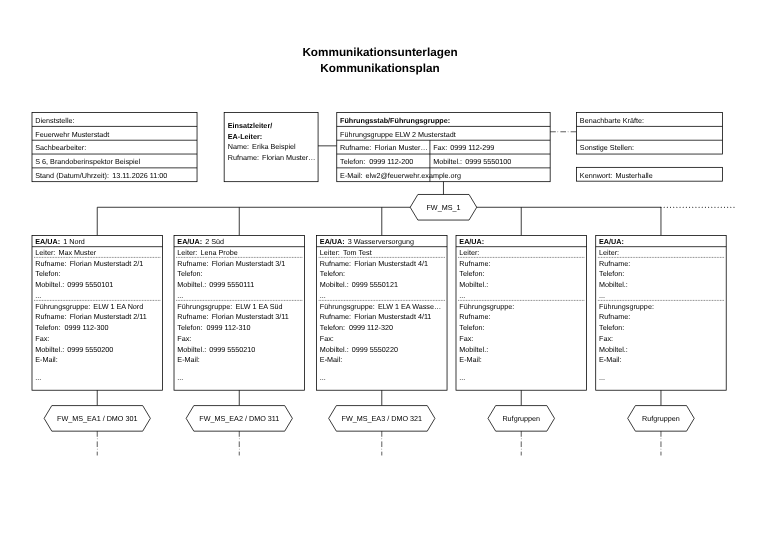 Kommunikationsunterlagen
Kommunikationsplan
Dienststelle:
Feuerwehr Musterstadt
Sachbearbeiter:
S 6, Brandoberinspektor Beispiel
Stand (Datum/Uhrzeit): 13.11.2026 11:00
Einsatzleiter/
EA-Leiter:
Name: Erika Beispiel
Rufname: Florian Muster...
Führungsstab/Führungsgruppe:
Führungsgruppe ELW 2 Musterstadt
Rufname: Florian Muster... Fax: 0999 112-299
Telefon: 0999 112-200 Mobiltel.: 0999 5550100
E-Mail: elw2@feuerwehr.example.org
Benachbarte Kräfte:
Sonstige Stellen:
Kennwort: Musterhalle
FW_MS_1
EA/UA: 1 Nord
Leiter: Max Muster
Rufname: Florian Musterstadt 2/1
Telefon:
Mobiltel.: 0999 5550101
...
Führungsgruppe: ELW 1 EA Nord
Rufname: Florian Musterstadt 2/11
Telefon: 0999 112-300
Fax:
Mobiltel.: 0999 5550200
E-Mail:
...
EA/UA: 2 Süd
Leiter: Lena Probe
Rufname: Florian Musterstadt 3/1
Telefon:
Mobiltel.: 0999 5550111
...
Führungsgruppe: ELW 1 EA Süd
Rufname: Florian Musterstadt 3/11
Telefon: 0999 112-310
Fax:
Mobiltel.: 0999 5550210
E-Mail:
...
EA/UA: 3 Wasserversorgung
Leiter: Tom Test
Rufname: Florian Musterstadt 4/1
Telefon:
Mobiltel.: 0999 5550121
...
Führungsgruppe: ELW 1 EA Wasse...
Rufname: Florian Musterstadt 4/11
Telefon: 0999 112-320
Fax:
Mobiltel.: 0999 5550220
E-Mail:
...
EA/UA:
Leiter:
Rufname:
Telefon:
Mobiltel.:
...
Führungsgruppe:
Rufname:
Telefon:
Fax:
Mobiltel.:
E-Mail:
...
EA/UA:
Leiter:
Rufname:
Telefon:
Mobiltel.:
...
Führungsgruppe:
Rufname:
Telefon:
Fax:
Mobiltel.:
E-Mail:
...
FW_MS_EA1 / DMO 301
FW_MS_EA2 / DMO 311
FW_MS_EA3 / DMO 321
Rufgruppen
Rufgruppen